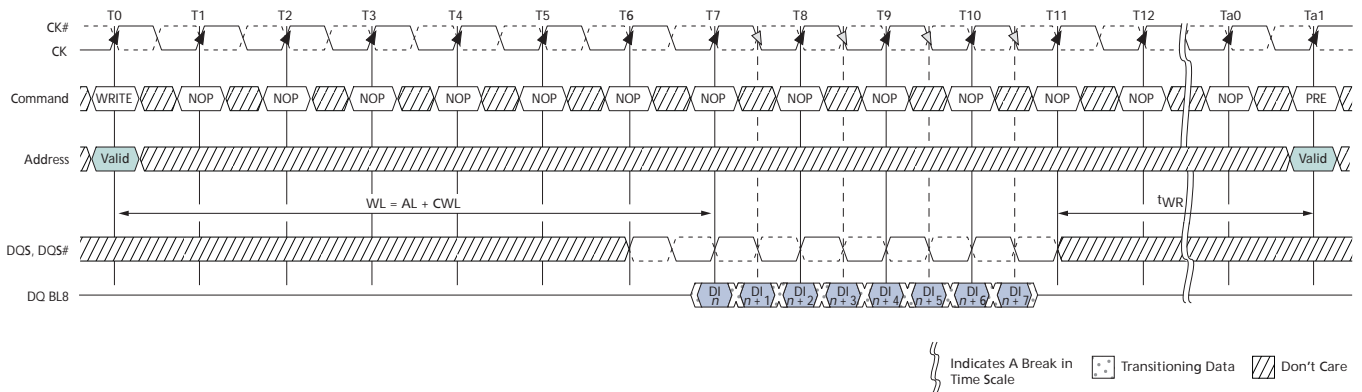 T0 T1 T2 T3 T4 T5 T6 T7 T8 T9 T10 T11 T12 Ta0 Ta1
CK#
CK
Command WRITE NOP NOP NOP NOP NOP NOP NOP NOP NOP NOP NOP NOP NOP PRE
Address Valid Valid
WL = AL + CWL tWR
DQS, DQS#
DQ BL8 DI n DI n + 1 DI n + 2 DI n + 3 DI n + 4 DI n + 5 DI n + 6 DI n + 7
Indicates A Break in
Time Scale
Transitioning Data
Don't Care